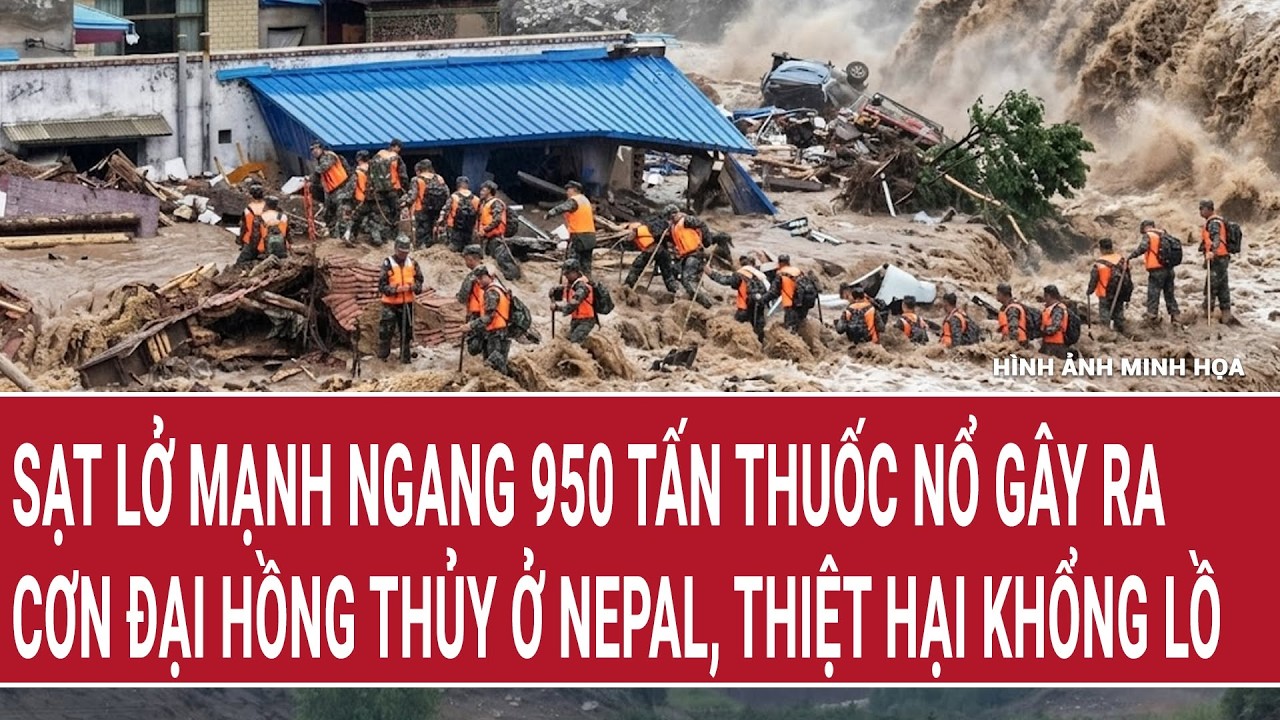 HÌNH ẢNH MINH HỌA
SẠT LỞ MẠNH NGANG 950 TẤN THUỐC NỔ GÂY RA
CƠN ĐẠI HỒNG THỦY Ở NEPAL, THIỆT HẠI KHỔNG LỒ